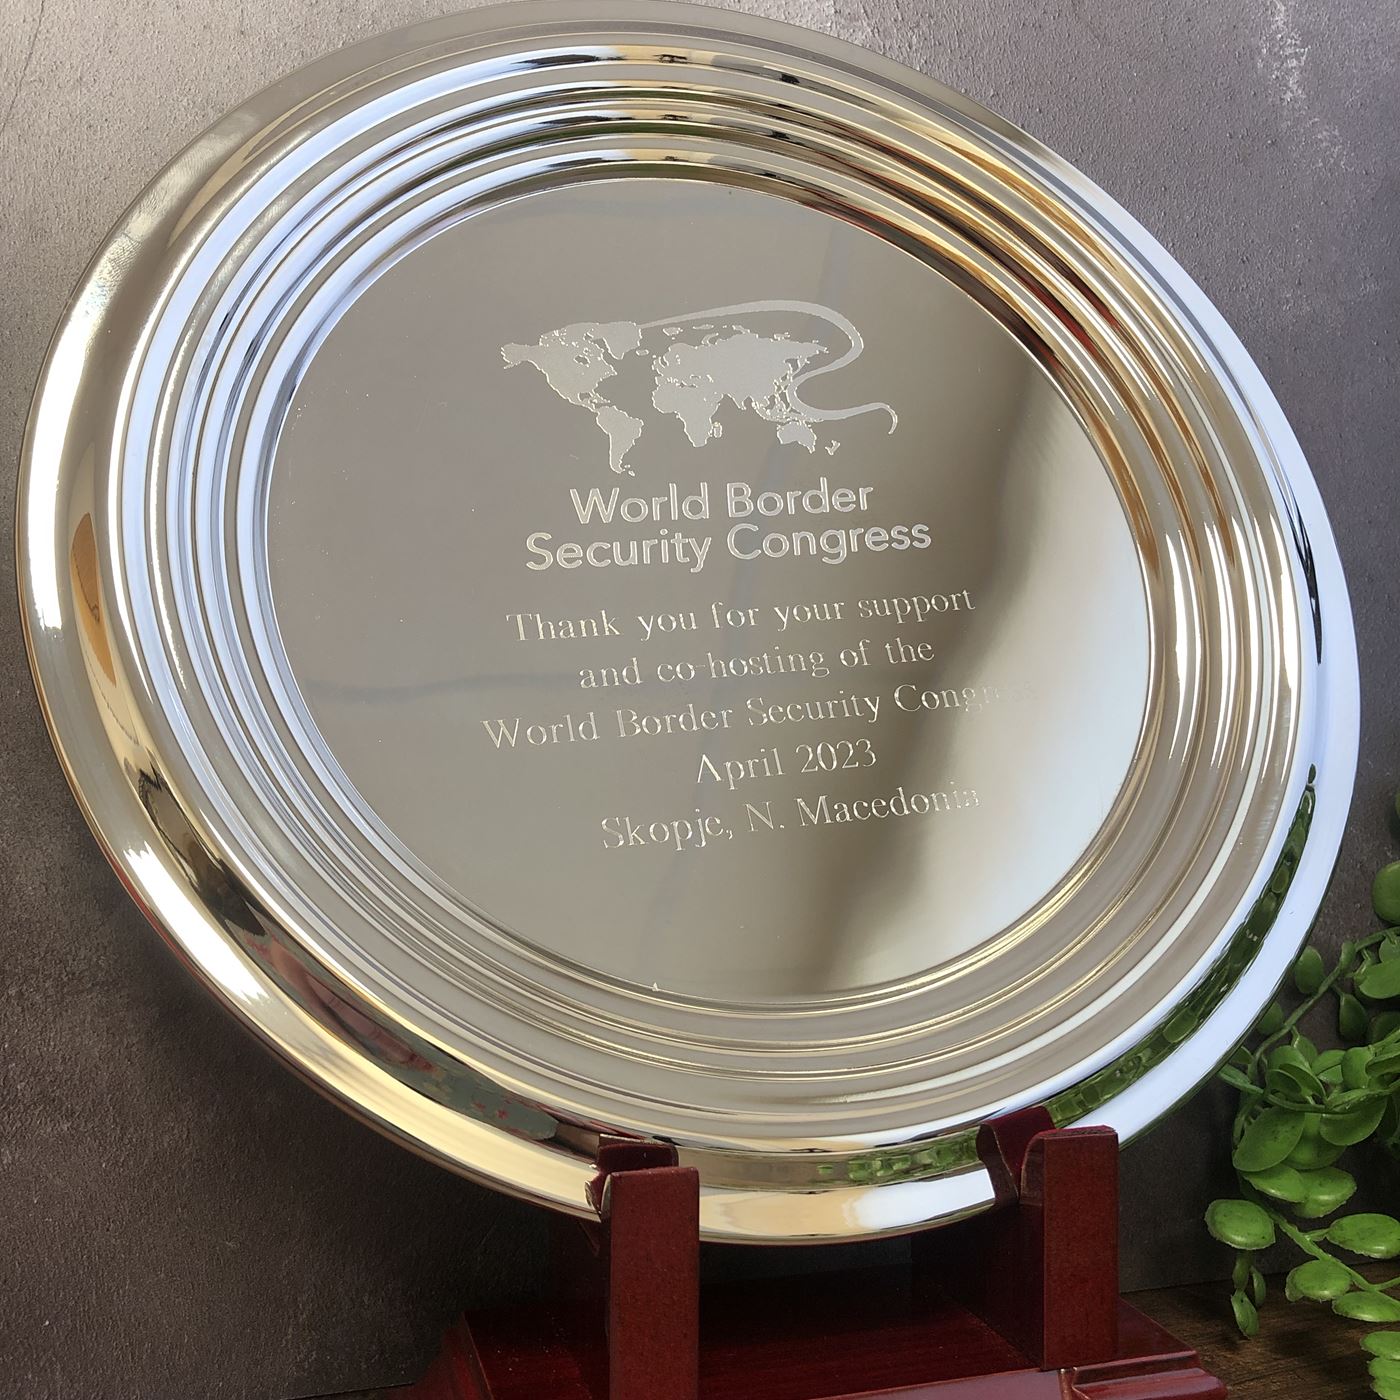 World Border
Security Congress
Thank you for your support
and co-hosting of the
World Border Security Congress
April 2023
Skopje, N. Macedonia